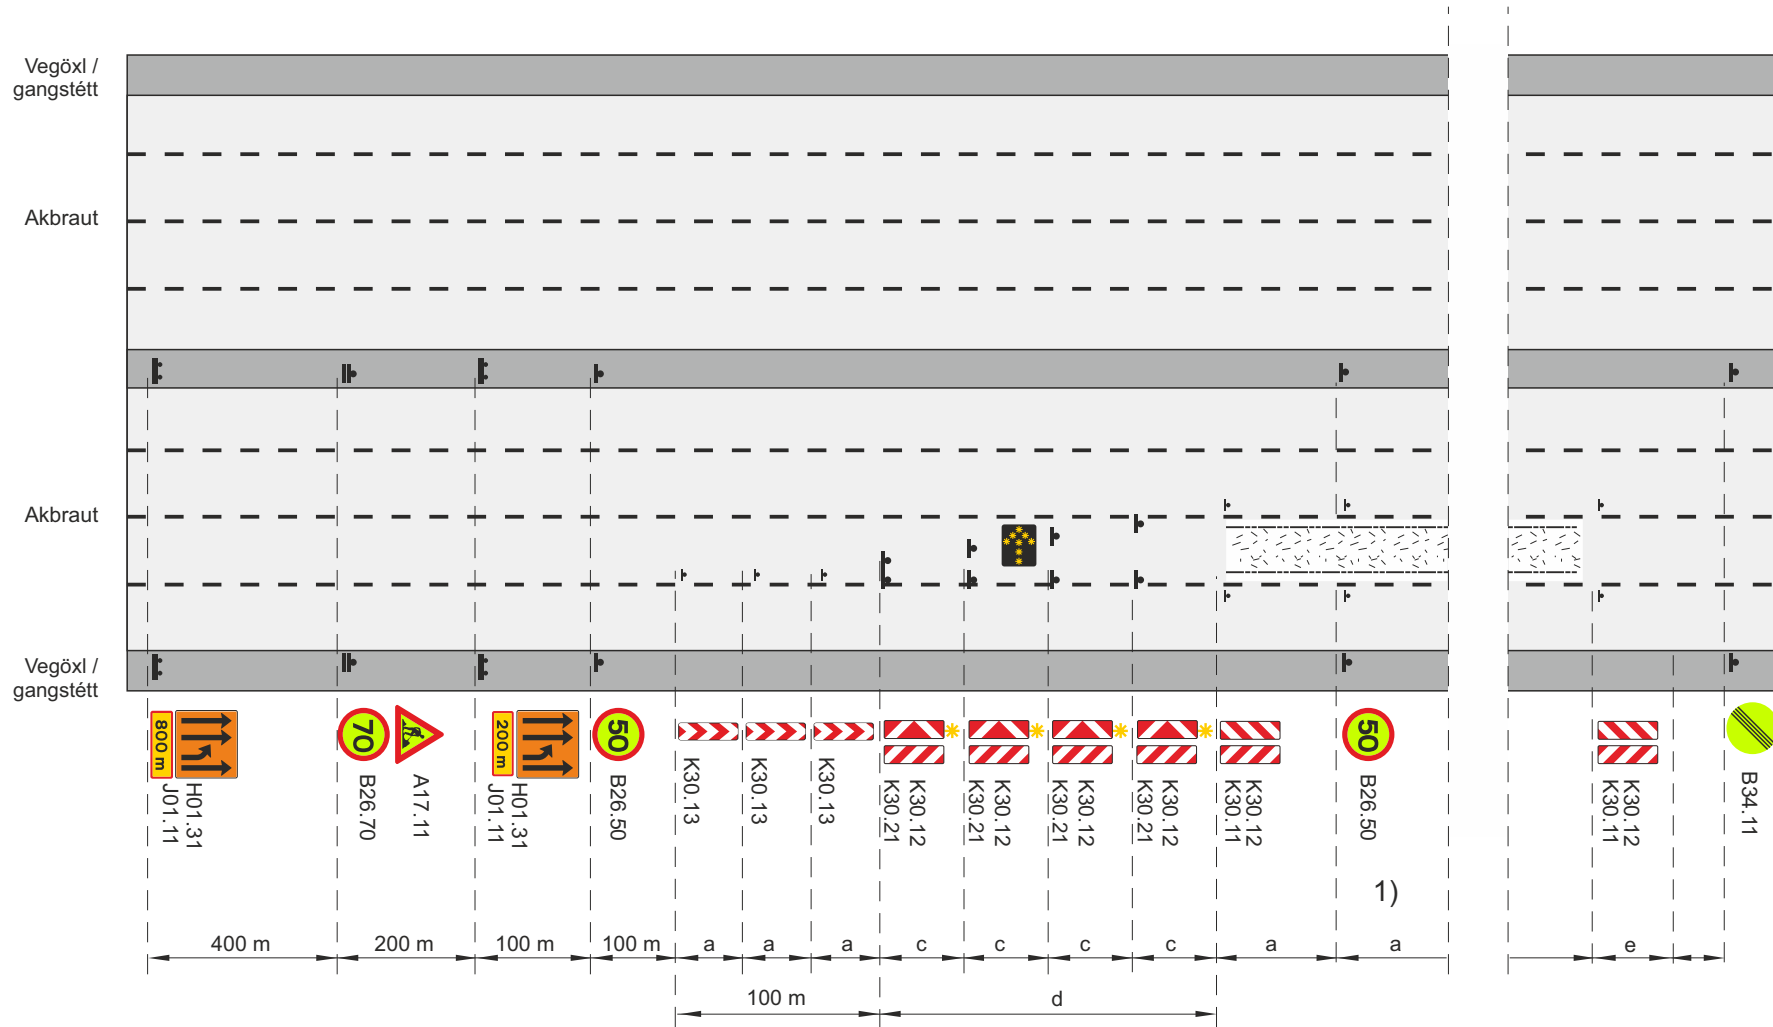 Vegöxl /
gangstétt
Akbraut
Akbraut
Vegöxl /
gangstétt
800 m
70
200 m
50
50
J01.11
H01.31
B26.70
A17.11
J01.11
H01.31
B26.50
K30.13
K30.13
K30.13
K30.21
K30.12
K30.21
K30.12
K30.21
K30.12
K30.21
K30.12
K30.11
K30.12
B26.50
K30.11
K30.12
B34.11
1)
400 m
200 m
100 m
100 m
a
a
a
c
c
c
c
a
a
e
100 m
d